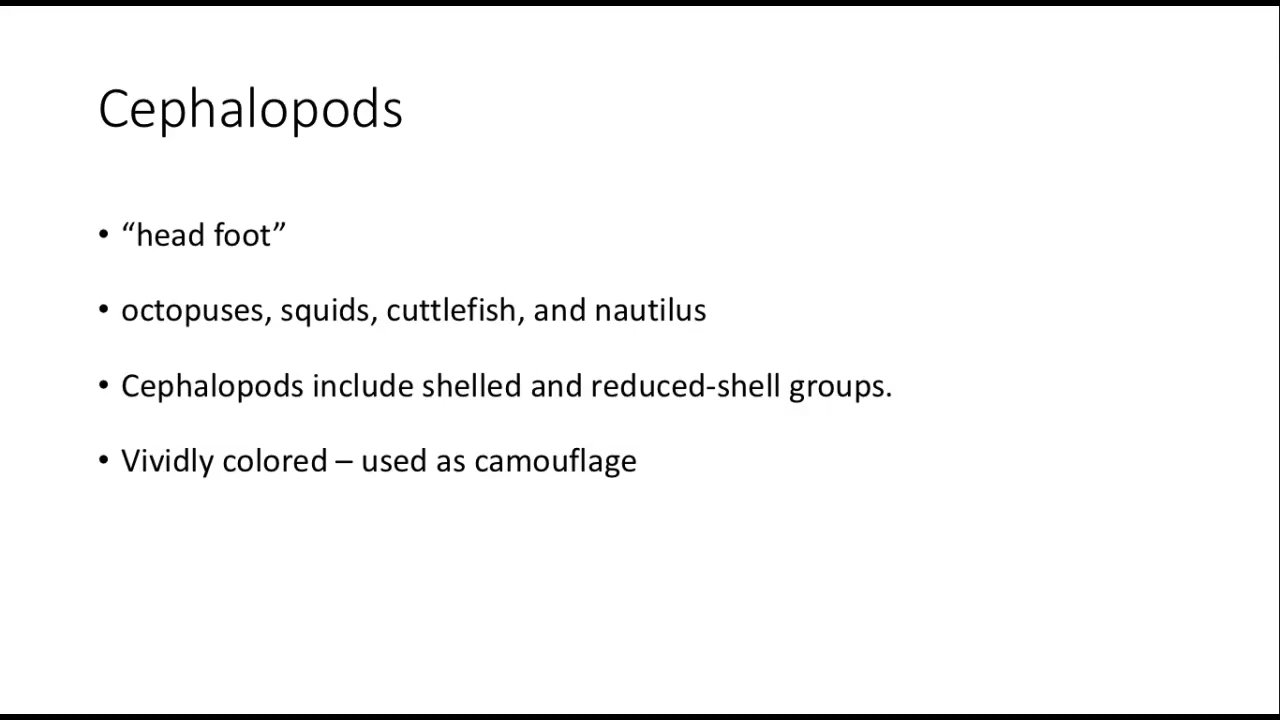 Cephalopods
• “head foot”
• octopuses, squids, cuttlefish, and nautilus
• Cephalopods include shelled and reduced-shell groups.
• Vividly colored – used as camouflage